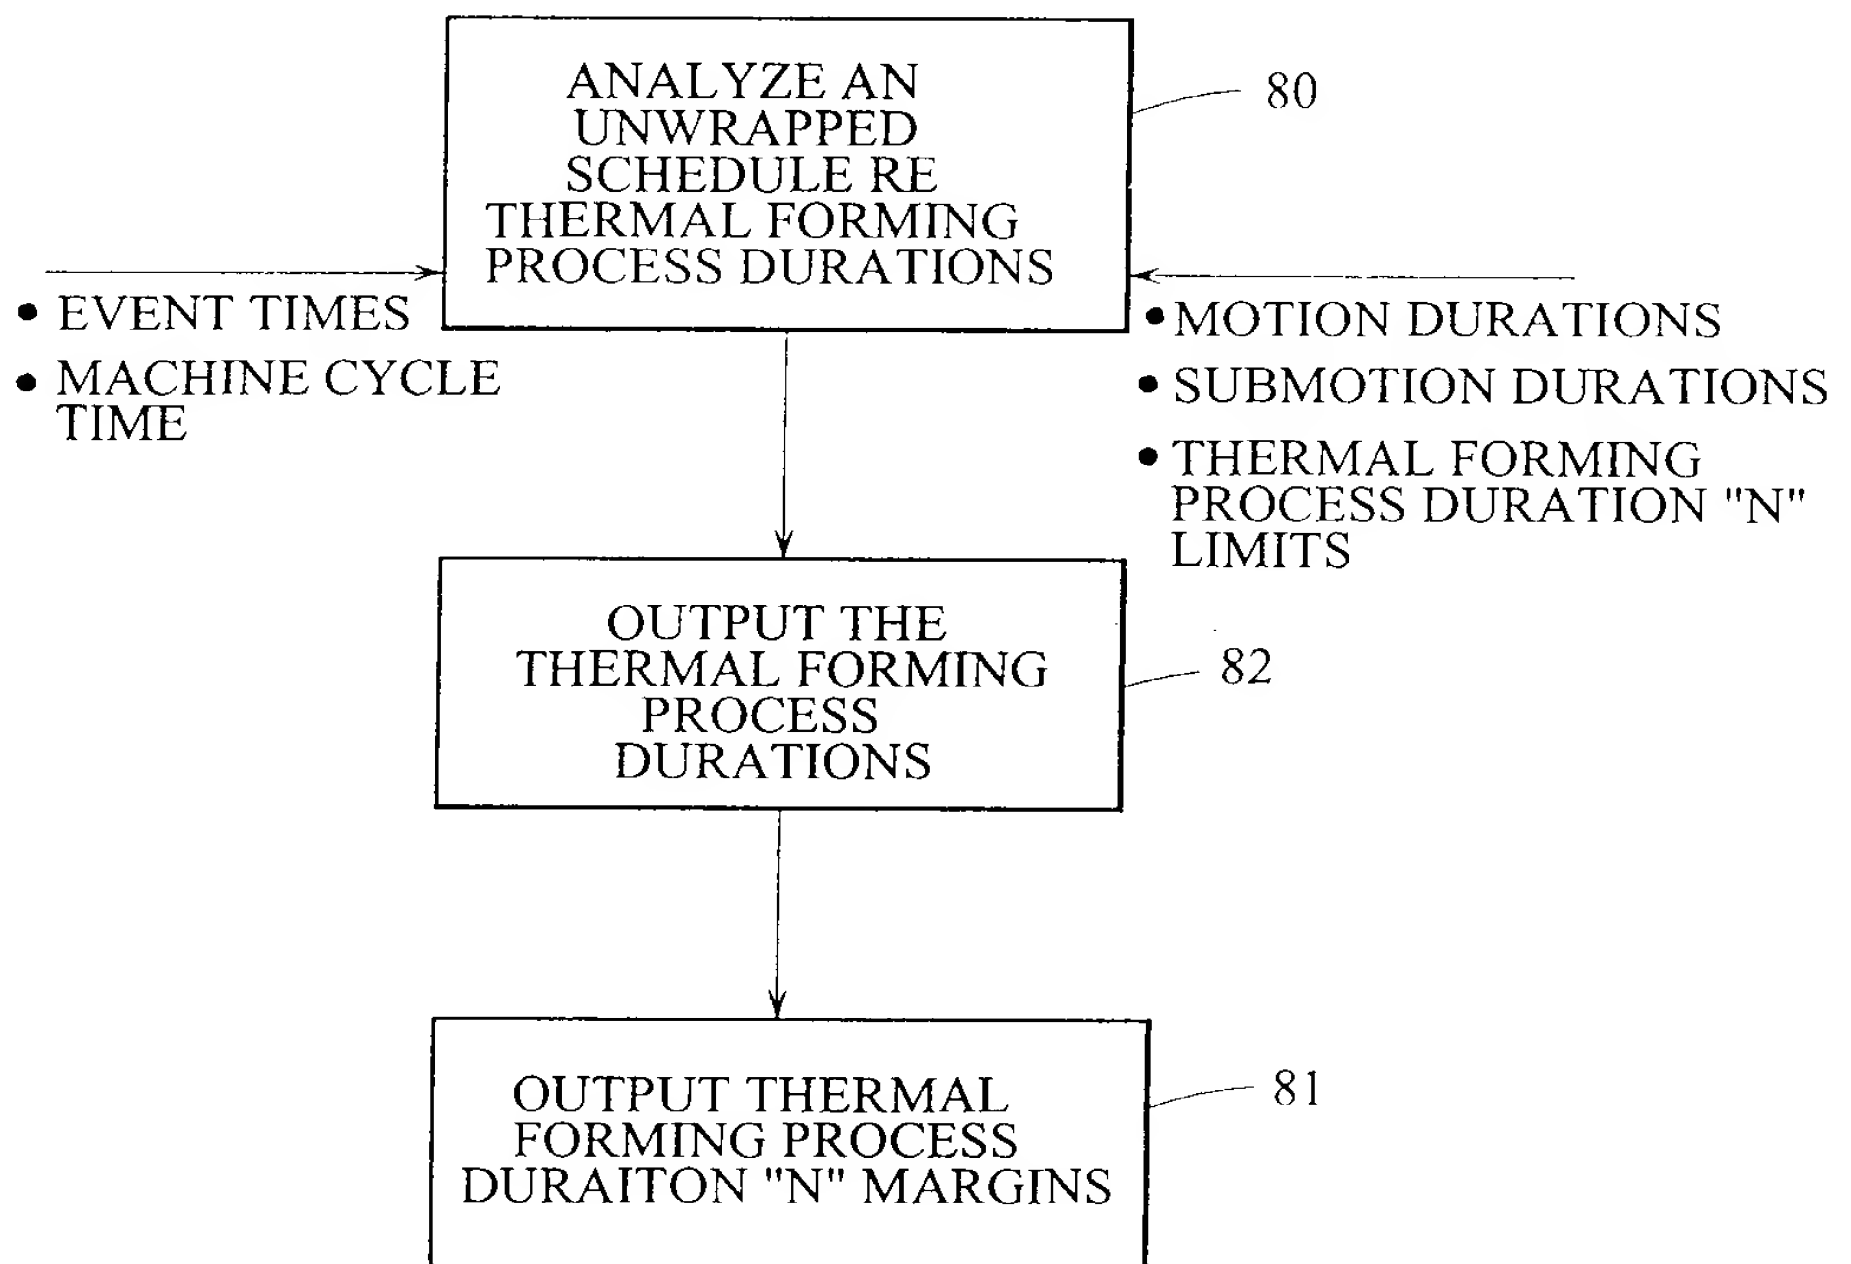 ANALYZE AN
UNWRAPPED
SCHEDULE RE
THERMAL FORMING
PROCESS DURATIONS
80
• EVENT TIMES
• MACHINE CYCLE
TIME
• MOTION DURATIONS
• SUBMOTION DURATIONS
• THERMAL FORMING
PROCESS DURATION "N"
LIMITS
OUTPUT THE
THERMAL FORMING
PROCESS
DURATIONS
82
OUTPUT THERMAL
FORMING PROCESS
DURAITON "N" MARGINS
81